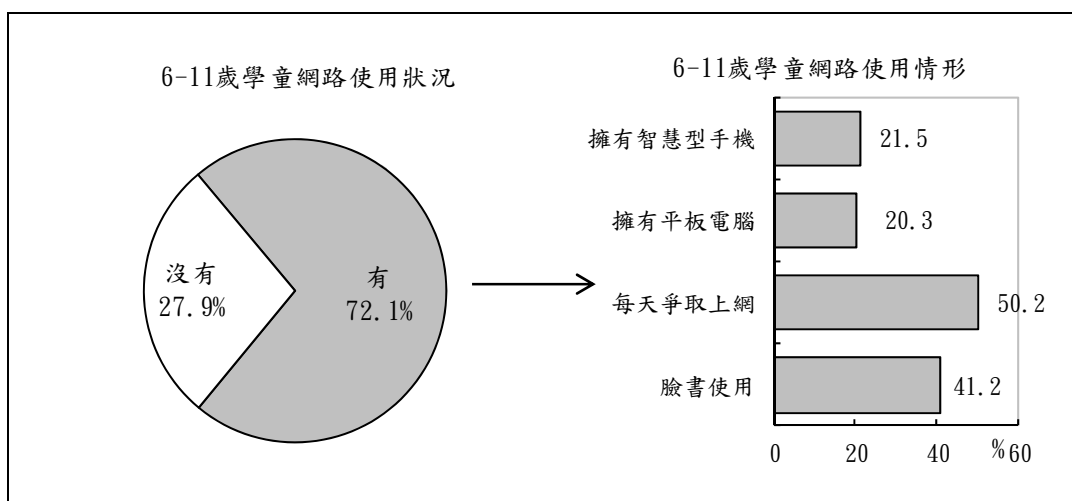 6-11歲學童網路使用狀況
沒有
27.9%
有
72.1%
6-11歲學童網路使用情形
擁有智慧型手機
21.5
擁有平板電腦
20.3
每天爭取上網
50.2
臉書使用
41.2
0 20 40 % 60